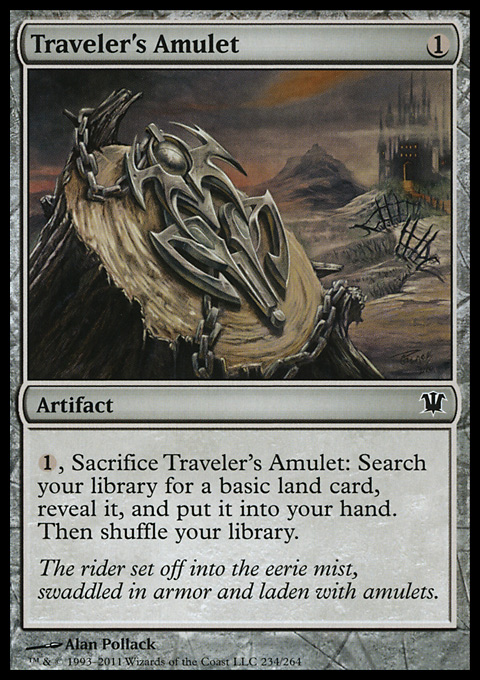 Traveler's Amulet 1
Artifact
1, Sacrifice Traveler's Amulet: Search
your library for a basic land card,
reveal it, and put it into your hand.
Then shuffle your library.
The rider set off into the eerie mist,
swaddled in armor and laden with amulets.
Alan Pollack
™ & © 1993–2011 Wizards of the Coast LLC 234/264